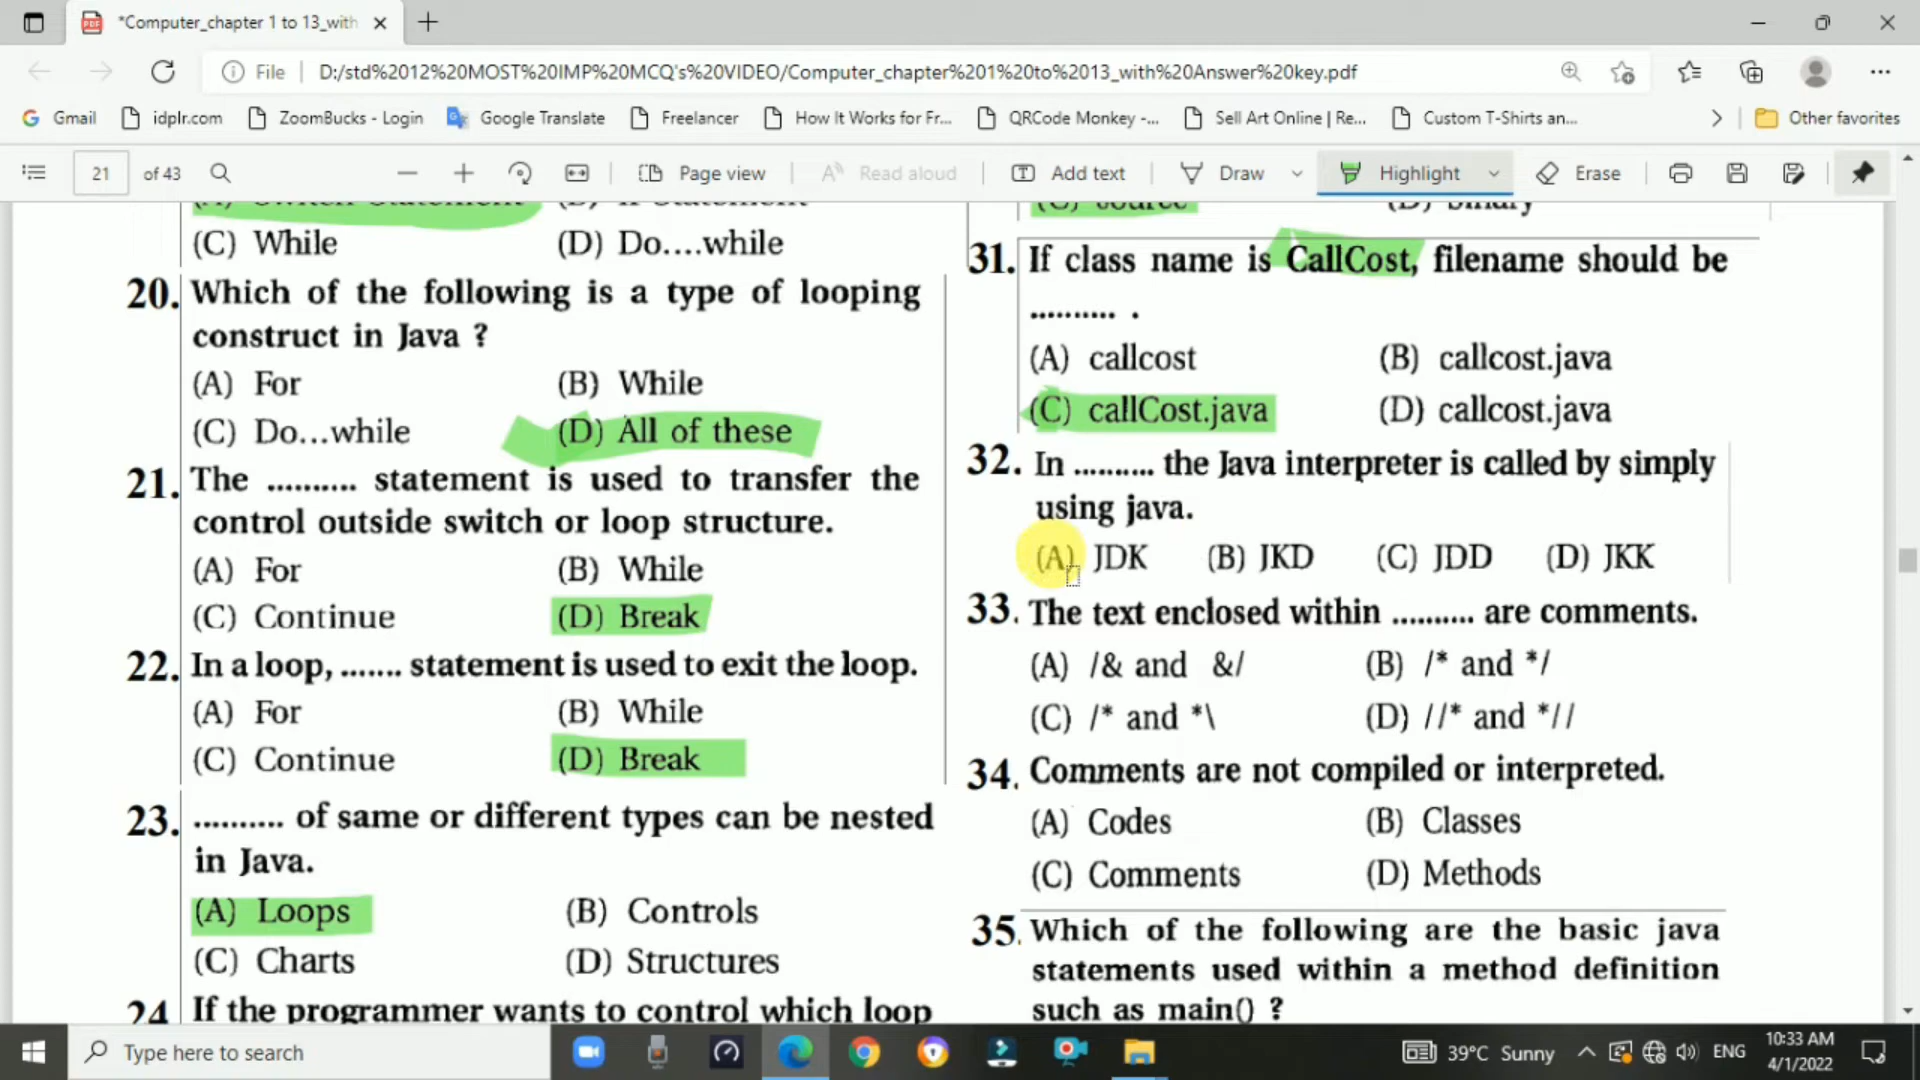 *Computer_chapter 1 to 13_with
File
D:/std%2012%20MOST%20IMP%20MCQ's%20VIDEO/Computer_chapter%201%20to%2013_with%20Answer%20key.pdf
Gmail
idplr.com
ZoomBucks - Login
Google Translate
Freelancer
How It Works for Fr...
QRCode Monkey -...
Sell Art Online | Re...
Custom T-Shirts an...
Other favorites
21 of 43
Page view
Read aloud
Add text
Draw
Highlight
Erase
(C) While (D) Do....while
20. Which of the following is a type of looping
construct in Java ?
(A) For (B) While
(C) Do...while (D) All of these
21. The .......... statement is used to transfer the
control outside switch or loop structure.
(A) For (B) While
(C) Continue (D) Break
22. In a loop, ....... statement is used to exit the loop.
(A) For (B) While
(C) Continue (D) Break
23. .......... of same or different types can be nested
in Java.
(A) Loops (B) Controls
(C) Charts (D) Structures
24 If the programmer wants to control which loop
(C) source (D) binary
31. If class name is CallCost, filename should be
.......... .
(A) callcost (B) callcost.java
(C) callCost.java (D) callcost.java
32. In .......... the Java interpreter is called by simply
using java.
(A) JDK (B) JKD (C) JDD (D) JKK
33. The text enclosed within .......... are comments.
(A) /& and &/ (B) /* and */
(C) /* and *\ (D) //* and *//
34. Comments are not compiled or interpreted.
(A) Codes (B) Classes
(C) Comments (D) Methods
35. Which of the following are the basic java
statements used within a method definition
such as main() ?
Type here to search
39°C Sunny
ENG
10:33 AM
4/1/2022